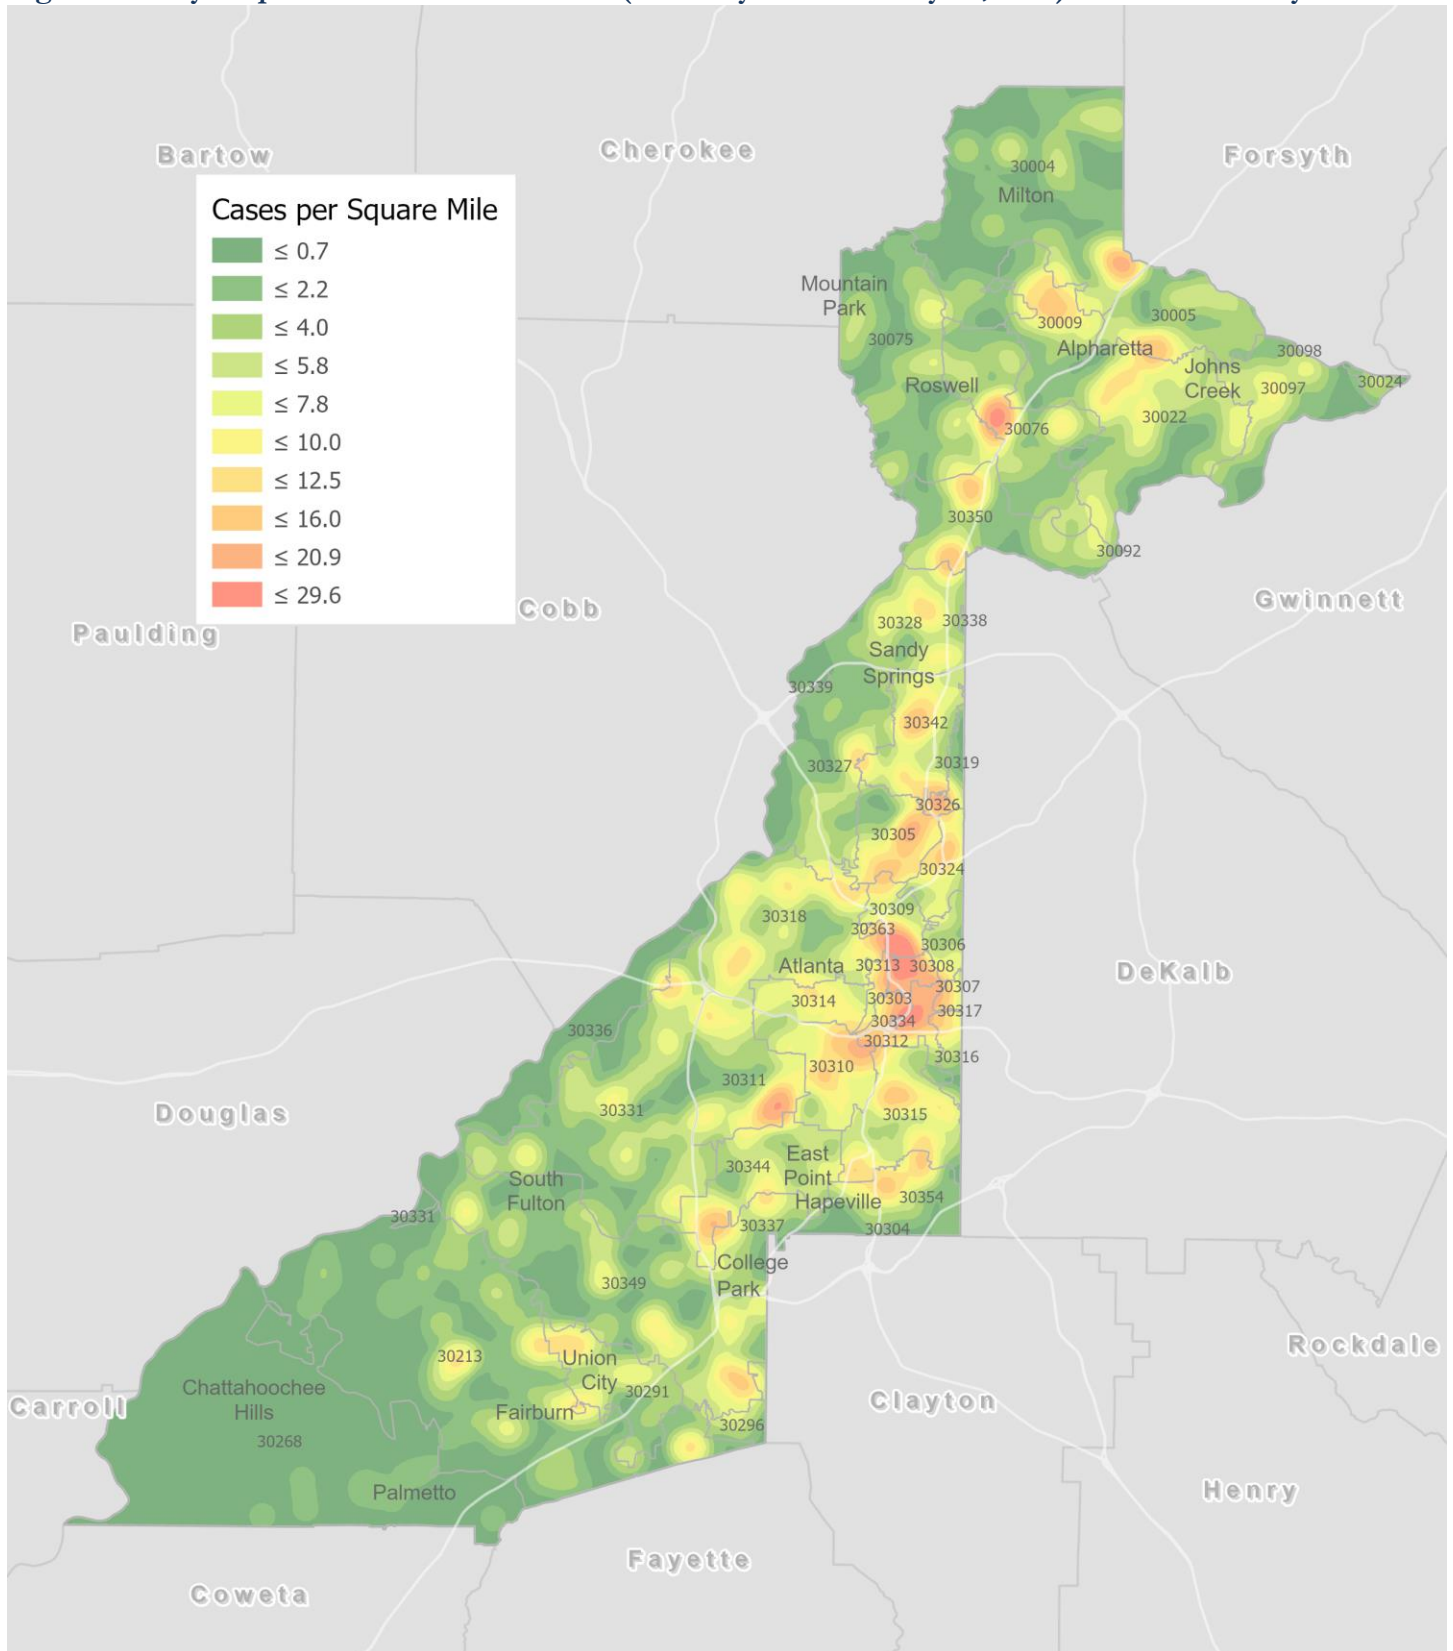 Bartow
Cherokee
Forsyth
Cases per Square Mile
≤ 0.7
≤ 2.2
≤ 4.0
≤ 5.8
≤ 7.8
≤ 10.0
≤ 12.5
≤ 16.0
≤ 20.9
≤ 29.6
30004
Milton
Mountain
Park
30075
30009
30005
Alpharetta
30098
Johns
Creek
30097
30024
Roswell
30022
30076
30350
30092
Paulding
Cobb
Gwinnett
30328
30338
Sandy
Springs
30339
30342
30327
30319
30326
30305
30324
30318
30309
30363
30306
Atlanta
30313
30308
DeKalb
30307
30314
30303
30317
30334
30336
30312
30316
30310
30311
Douglas
30331
30315
East
Point
30344
South
Fulton
Hapeville
30354
30331
30337
30304
College
Park
30349
Rockdale
30213
Union
City
30291
Chattahoochee
Hills
Carroll
Clayton
Fairburn
30296
30268
Palmetto
Henry
Fayette
Coweta